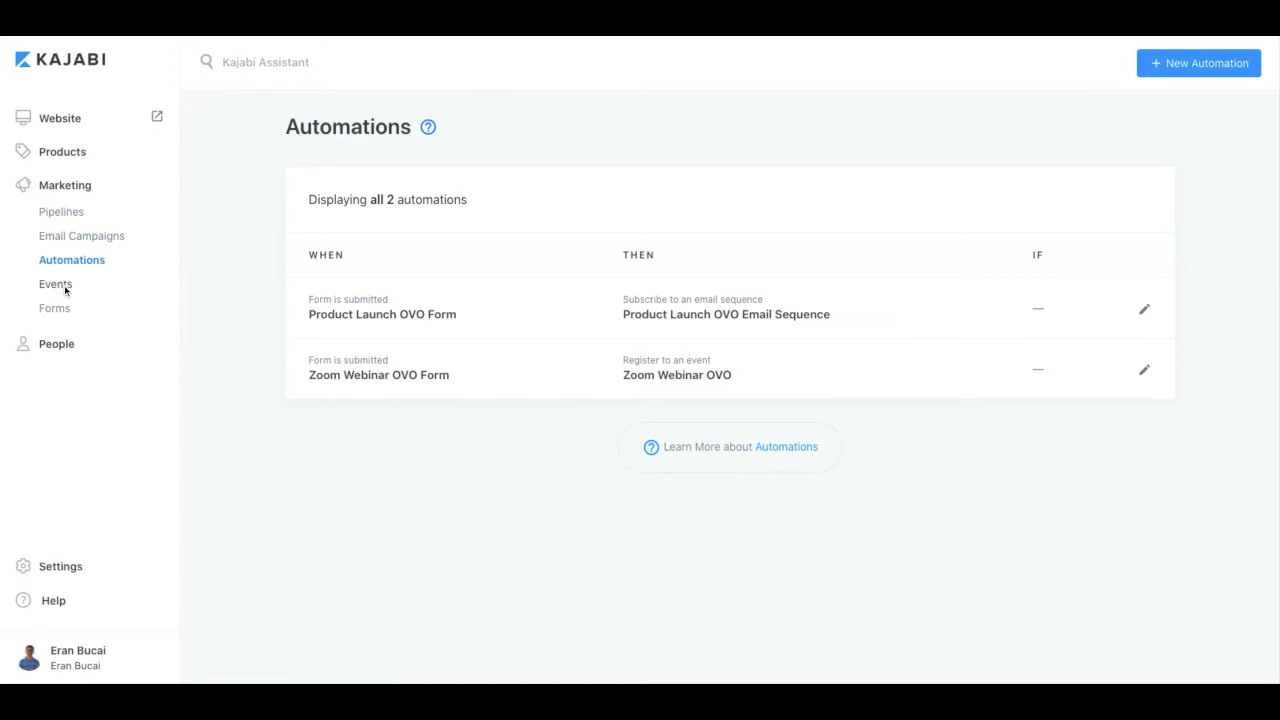 KAJABI
Kajabi Assistant
+ New Automation
Website
Products
Marketing
Pipelines
Email Campaigns
Automations
Events
Forms
People
Settings
Help
Eran Bucai
Eran Bucai
Automations ?
Displaying all 2 automations
WHEN THEN IF
Form is submitted Subscribe to an email sequence
Product Launch OVO Form Product Launch OVO Email Sequence —
Form is submitted Register to an event
Zoom Webinar OVO Form Zoom Webinar OVO —
? Learn More about Automations